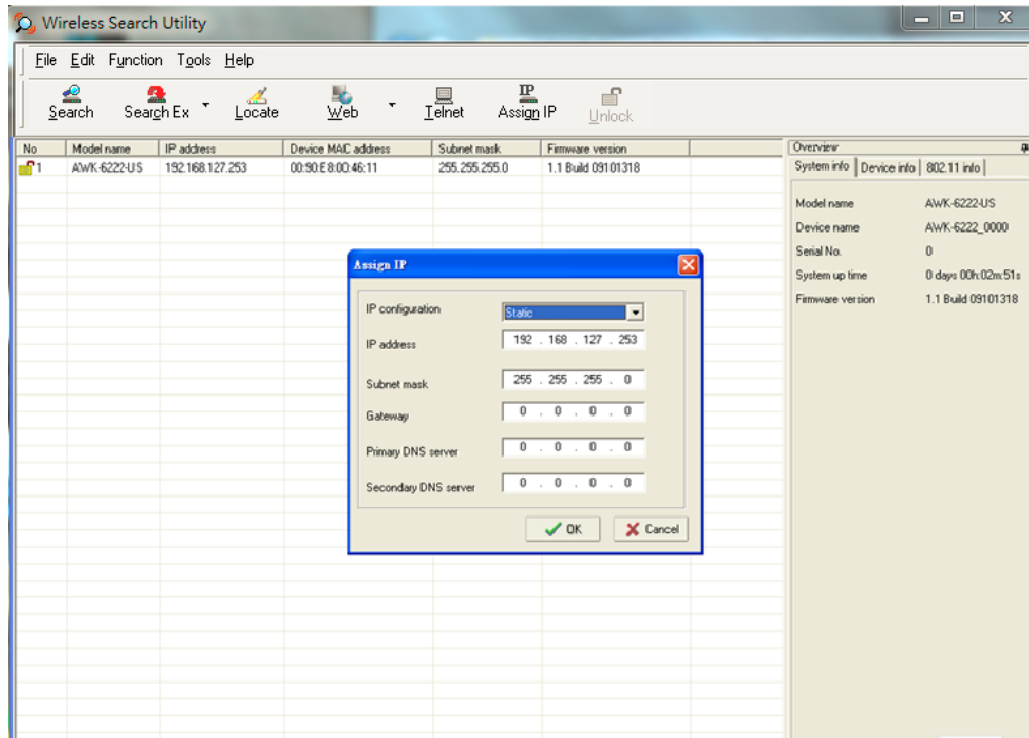 Wireless Search Utility
File Edit Function Tools Help
Search Search Ex Locate Web Telnet IP Assign IP Unlock
No Model name IP address Device MAC address Subnet mask Firmware version
1 AWK-6222-US 192.168.127.253 00:90:E8:00:46:11 255.255.255.0 1.1 Build 09101318
Overview
System info Device info 802.11 info
Model name AWK-6222-US
Device name AWK-6222_0000
Serial No. 0
System up time 0 days 00h:02m:51s
Firmware version 1.1 Build 09101318
Assign IP
IP configuration Static
IP address 192 . 168 . 127 . 253
Subnet mask 255 . 255 . 255 . 0
Gateway 0 . 0 . 0 . 0
Primary DNS server 0 . 0 . 0 . 0
Secondary DNS server 0 . 0 . 0 . 0
OK Cancel